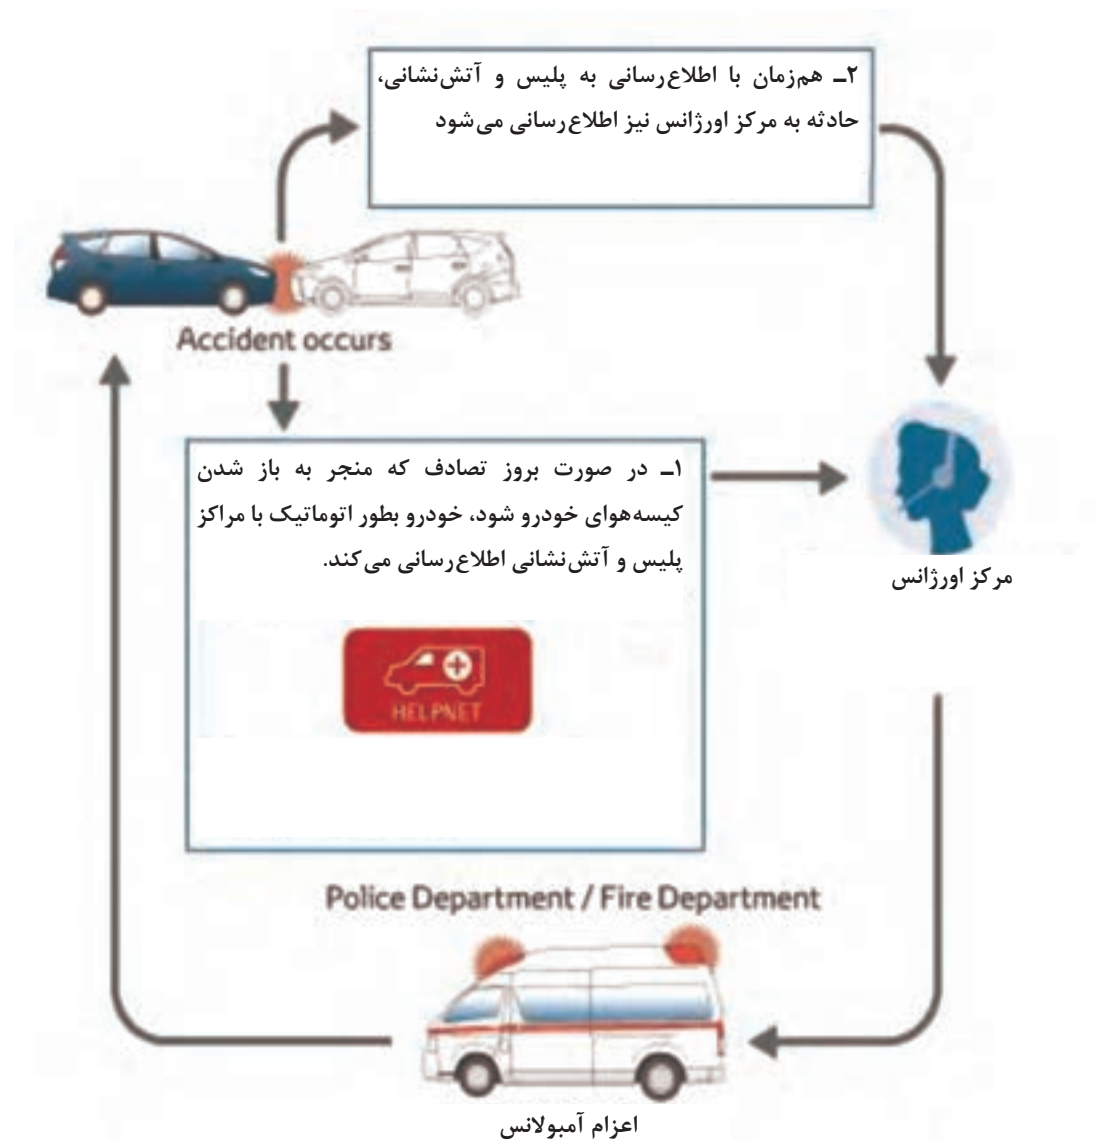 ۲ــ هم‌زمان با اطلاع‌رسانی به پلیس و آتش‌نشانی،
حادثه به مرکز اورژانس نیز اطلاع‌رسانی می‌شود
Accident occurs
۱ــ در صورت بروز تصادف که منجر به باز شدن
کیسه‌هوای خودرو شود، خودرو بطور اتوماتیک با مراکز
پلیس و آتش‌نشانی اطلاع‌رسانی می‌کند.
HELPNET
مرکز اورژانس
Police Department / Fire Department
اعزام آمبولانس